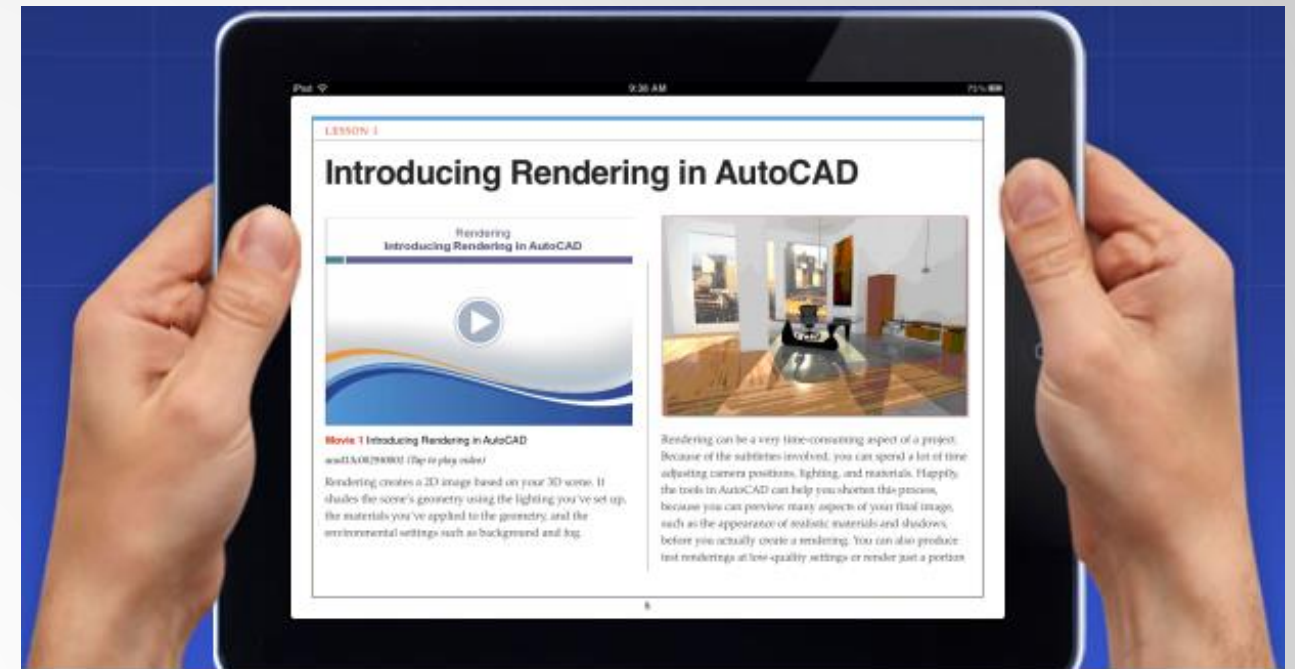 iPad
9:36 AM
LESSON 1
Introducing Rendering in AutoCAD
Rendering
Introducing Rendering in AutoCAD
Movie 1 Introducing Rendering in AutoCAD
(Tap to play video)
Rendering creates a 2D image based on your 3D scene. It
shades the scene's geometry using the lighting you've set up,
the materials you've applied to the geometry, and the
environmental settings such as background and fog.
Rendering can be a very time-consuming aspect of a project.
Because of the subtleties involved, you can spend a lot of time
adjusting camera positions, lighting, and materials. Happily,
the tools in AutoCAD can help you shorten this process,
because you can preview many aspects of your final image,
such as the appearance of realistic materials and shadows,
before you actually create a rendering. You can also produce
test renderings at low-quality settings or render just a portion